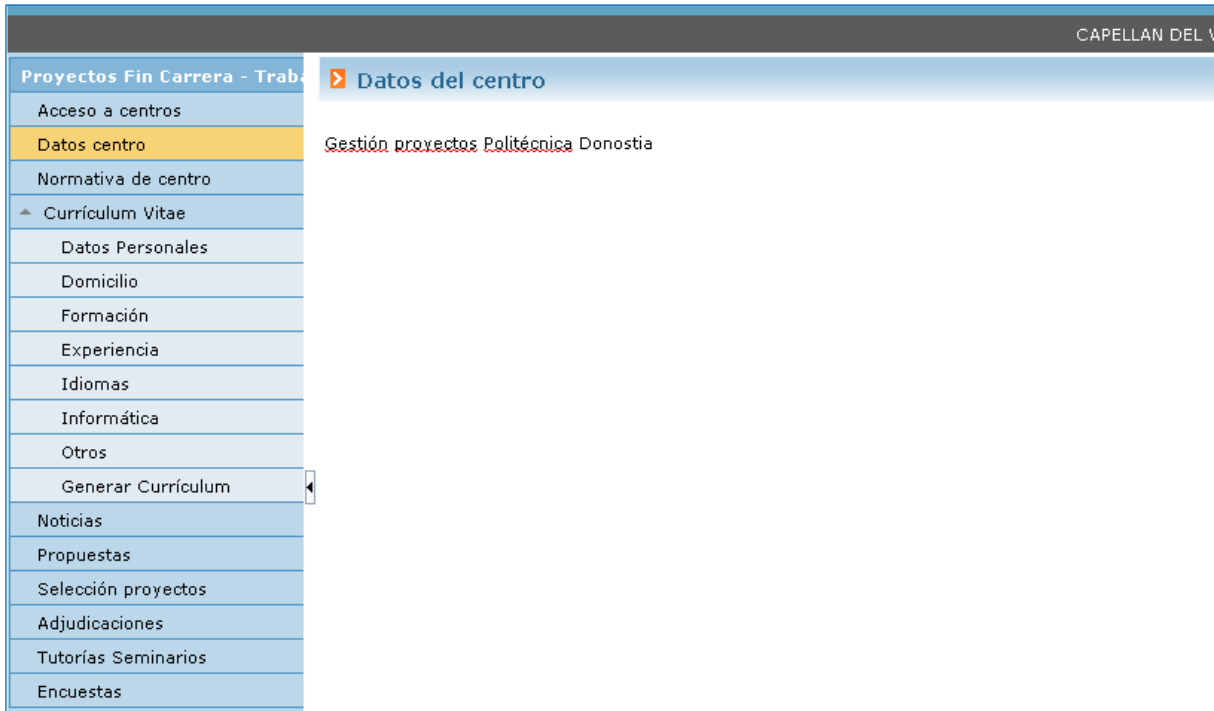 CAPELLAN DEL
Proyectos Fin Carrera -
Datos del centro
Acceso a centros
Datos centro
Gestión proyectos Politécnica Donostia
Normativa de centro
Currículum Vitae
Datos Personales
Domicilio
Formación
Experiencia
Idiomas
Informática
Otros
Generar Currículum
Noticias
Propuestas
Selección proyectos
Adjudicaciones
Tutorías Seminarios
Encuestas